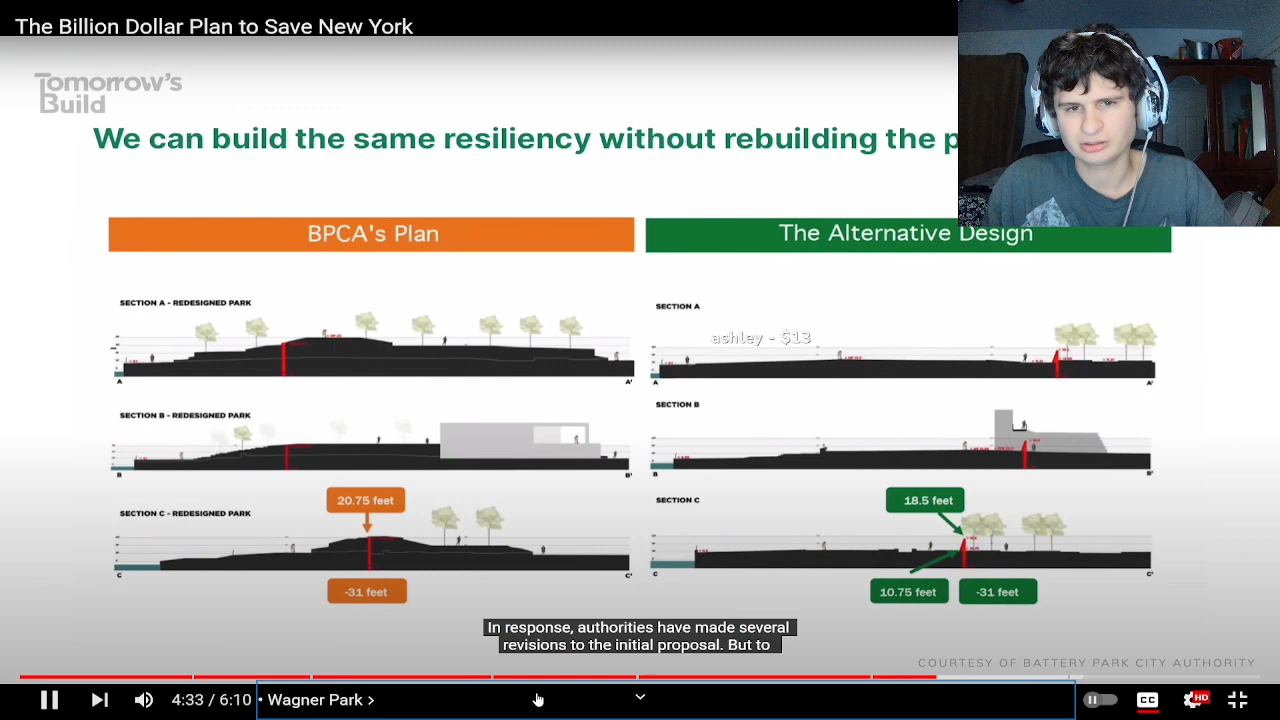 The Billion Dollar Plan to Save New York
Tomorrow's
Build
We can build the same resiliency without rebuilding the p
BPCA's Plan
The Alternative Design
SECTION A - REDESIGNED PARK
SECTION A
ashley - $13
A
A'
A
A'
SECTION B - REDESIGNED PARK
SECTION B
B
B'
B
B'
20.75 feet
18.5 feet
SECTION C - REDESIGNED PARK
SECTION C
C
C'
C
C'
-31 feet
10.75 feet
-31 feet
In response, authorities have made several
revisions to the initial proposal. But to
COURTESY OF BATTERY PARK CITY AUTHORITY
4:33 / 6:10 • Wagner Park >
CC
HD